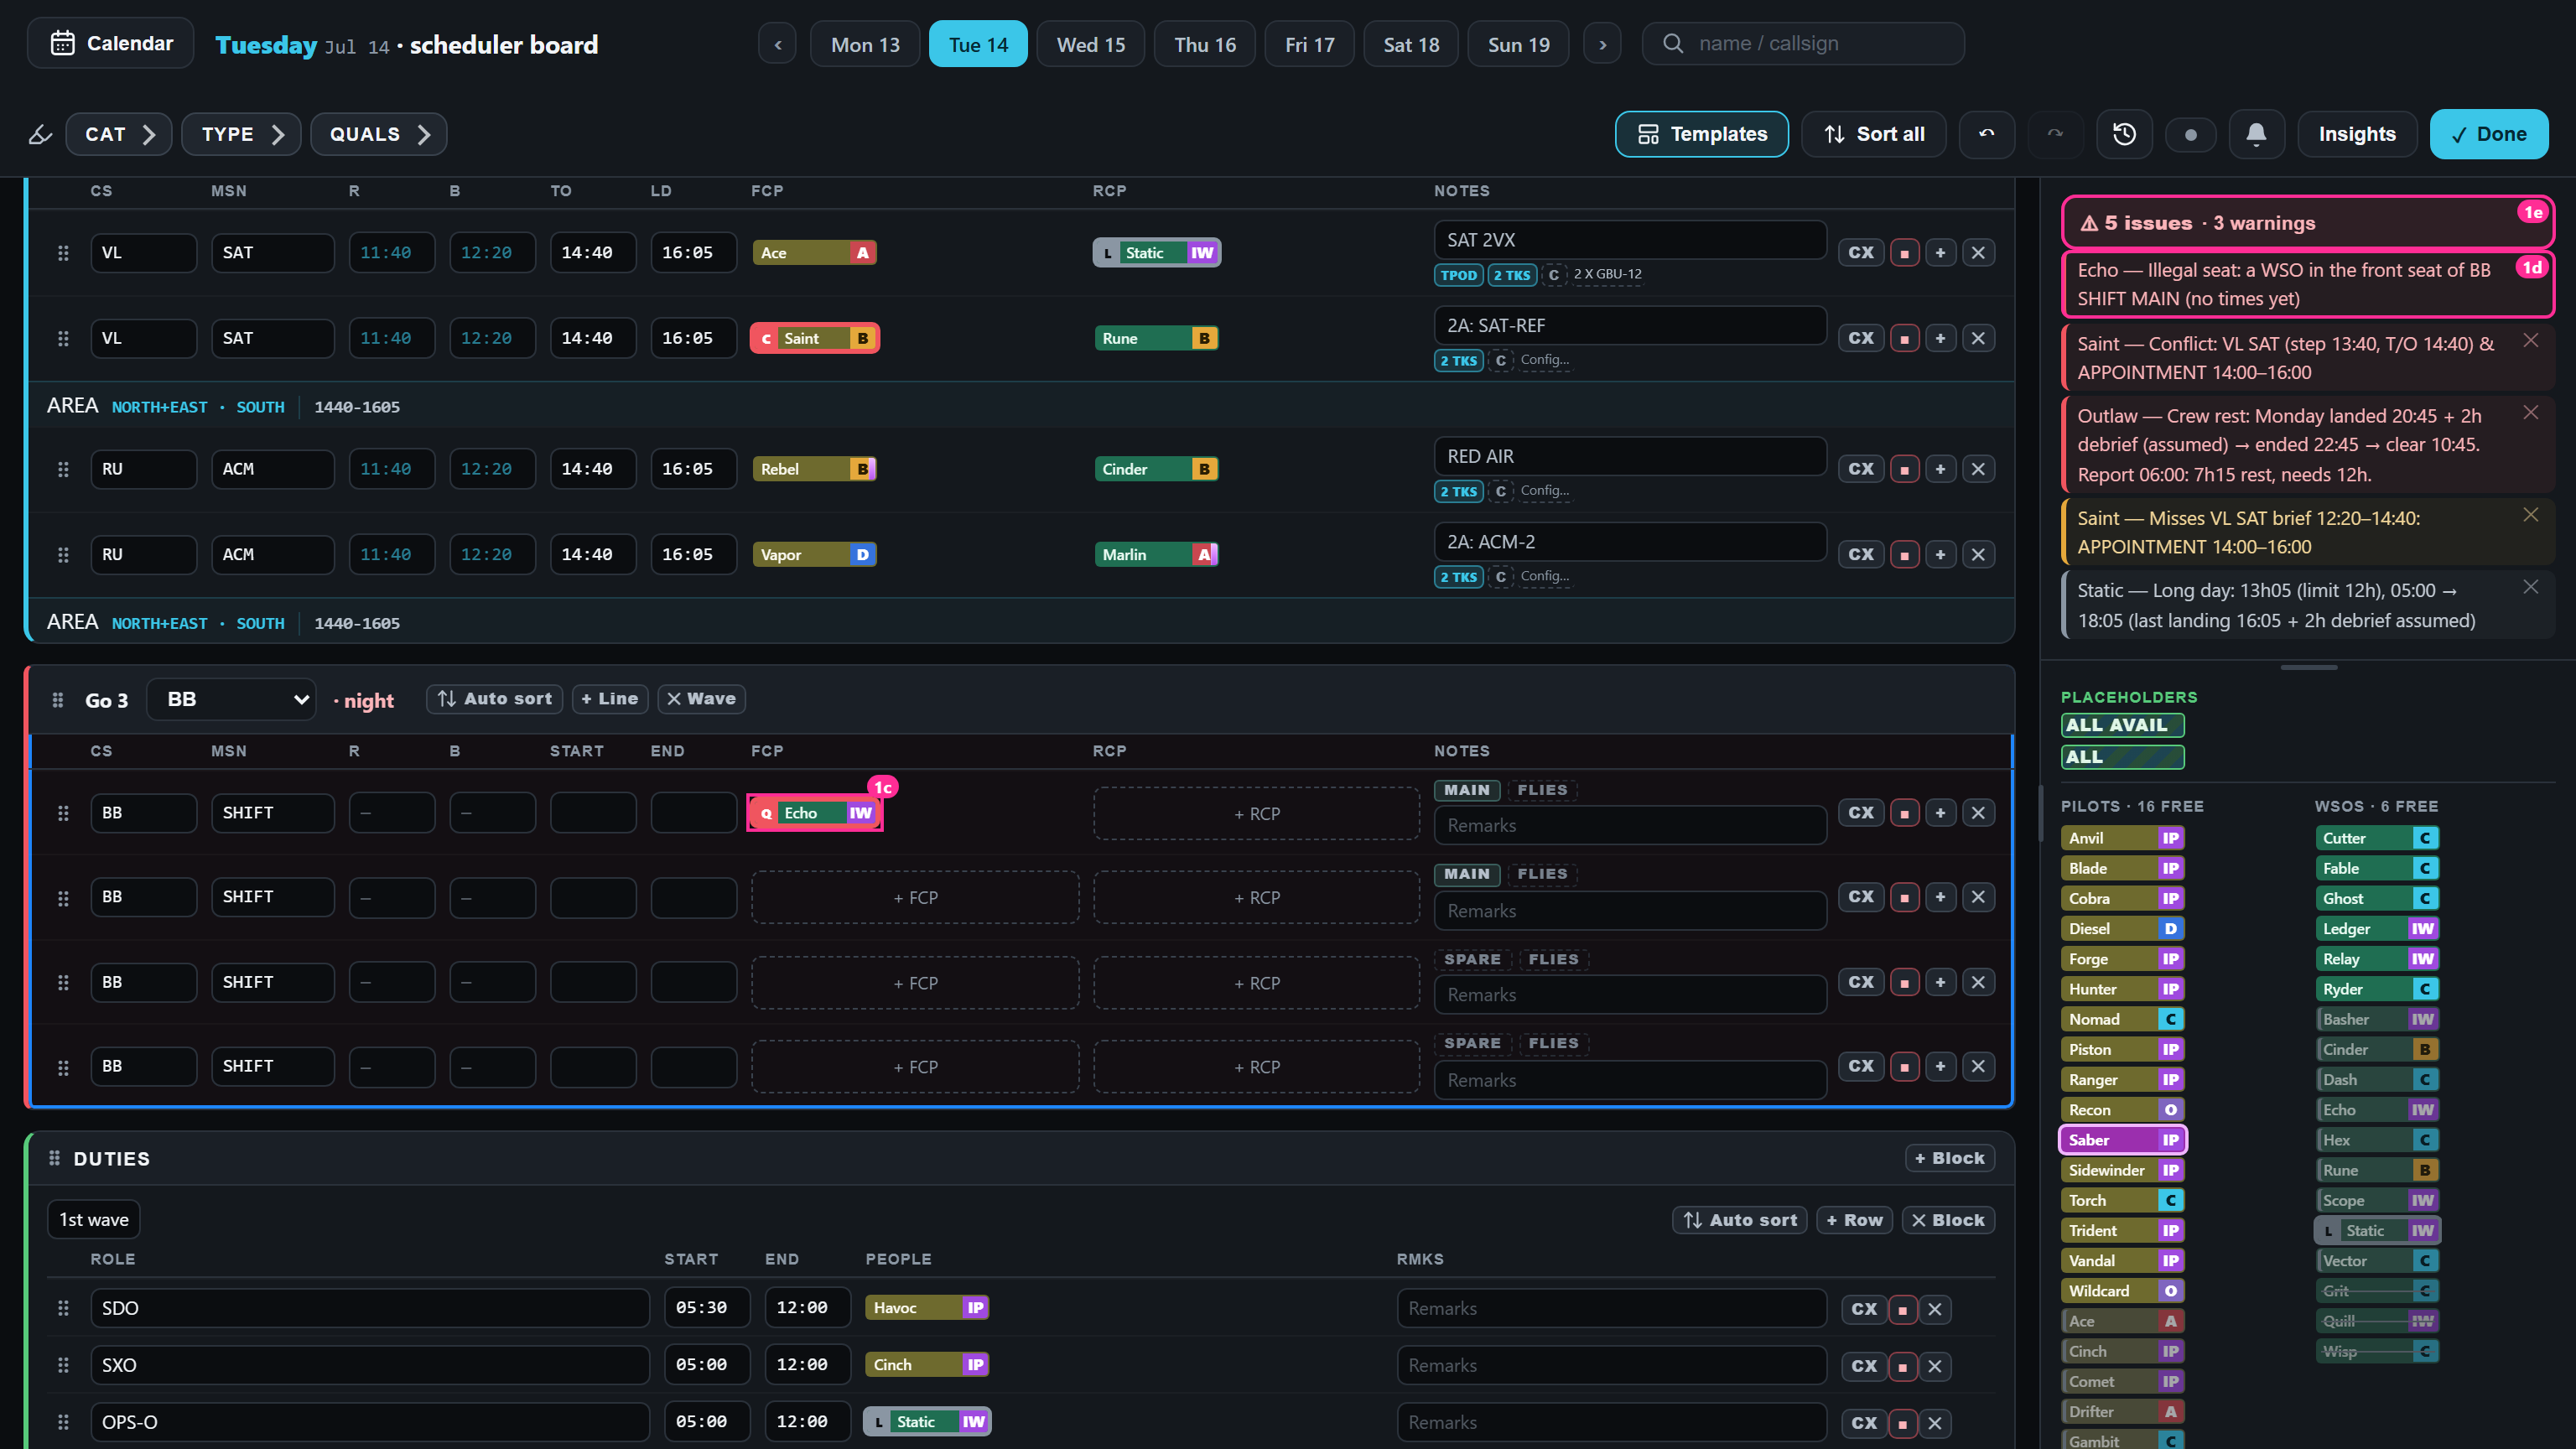 Calendar
Tuesday Jul 14 · scheduler board
‹ Mon 13 Tue 14 Wed 15 Thu 16 Fri 17 Sat 18 Sun 19 ›
name / callsign
CAT TYPE QUALS
Templates Sort all Insights ✓ Done
CS MSN R B TO LD FCP RCP NOTES
VL SAT 11:40 12:20 14:40 16:05 Ace A L Static IW SAT 2VX CX + ✕
TPOD 2 TKS C 2 X GBU-12
VL SAT 11:40 12:20 14:40 16:05 C Saint B Rune B 2A: SAT-REF CX + ✕
2 TKS C Config...
AREA NORTH+EAST · SOUTH 1440-1605
RU ACM 11:40 12:20 14:40 16:05 Rebel B Cinder B RED AIR CX + ✕
2 TKS C Config...
RU ACM 11:40 12:20 14:40 16:05 Vapor D Marlin A 2A: ACM-2 CX + ✕
2 TKS C Config...
AREA NORTH+EAST · SOUTH 1440-1605
Go 3 BB · night Auto sort + Line ✕ Wave
CS MSN R B START END FCP RCP NOTES
1c
MAIN FLIES
BB SHIFT – – Q Echo IW + RCP Remarks CX + ✕
MAIN FLIES
BB SHIFT – – + FCP + RCP Remarks CX + ✕
SPARE FLIES
BB SHIFT – – + FCP + RCP Remarks CX + ✕
SPARE FLIES
BB SHIFT – – + FCP + RCP Remarks CX + ✕
DUTIES + Block
1st wave Auto sort + Row ✕ Block
ROLE START END PEOPLE RMKS
SDO 05:30 12:00 Havoc IP Remarks CX ✕
SXO 05:00 12:00 Cinch IP Remarks CX ✕
OPS-O 05:00 12:00 L Static IW Remarks CX ✕
⚠ 5 issues · 3 warnings 1e
Echo — Illegal seat: a WSO in the front seat of BB 1d
SHIFT MAIN (no times yet)
Saint — Conflict: VL SAT (step 13:40, T/O 14:40) &
APPOINTMENT 14:00–16:00
Outlaw — Crew rest: Monday landed 20:45 + 2h
debrief (assumed) → ended 22:45 → clear 10:45.
Report 06:00: 7h15 rest, needs 12h.
Saint — Misses VL SAT brief 12:20–14:40:
APPOINTMENT 14:00–16:00
Static — Long day: 13h05 (limit 12h), 05:00 →
18:05 (last landing 16:05 + 2h debrief assumed)
PLACEHOLDERS
ALL AVAIL
ALL
PILOTS · 16 FREE
Anvil IP
Blade IP
Cobra IP
Diesel D
Forge IP
Hunter IP
Nomad C
Piston IP
Ranger IP
Recon O
Saber IP
Sidewinder IP
Torch C
Trident IP
Vandal IP
Wildcard O
Ace A
Cinch IP
Comet IP
Drifter A
Gambit C
WSOS · 6 FREE
Cutter C
Fable C
Ghost C
Ledger IW
Relay IW
Ryder C
Basher IW
Cinder B
Dash C
Echo IW
Hex C
Rune B
Scope IW
L Static IW
Vector C
Grit C
Quill IW
Wisp C